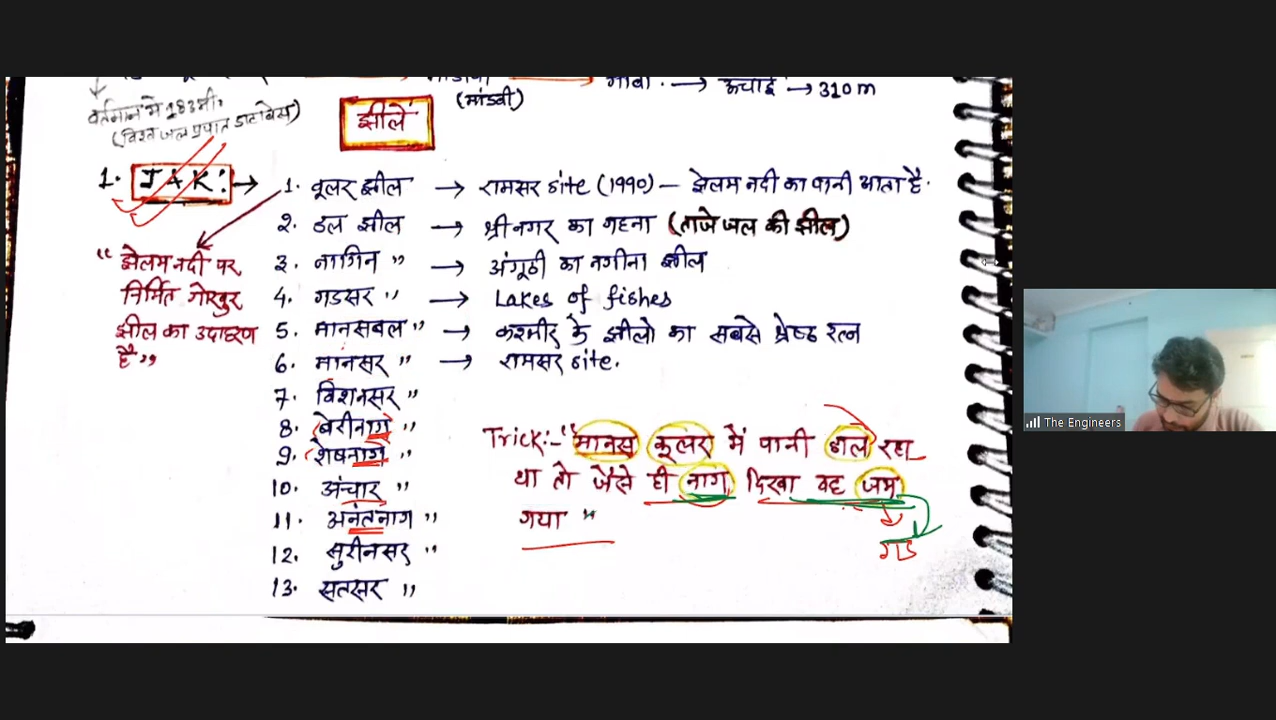 (मांडवी)
ऊंचाई → 310 m
वर्तमान में 183 मी.
(विश्व जल प्रपात डाटाबेस)
झीलें
1. J & K: →
1. वूलर झील → रामसर site (1990) – झेलम नदी का पानी आता है.
2. डल झील → श्रीनगर का गहना (ताजे जल की झील)
3. नागिन " → अंगूठी का नगीना झील
4. गडसर " → Lakes of fishes
5. मानसबल " → कश्मीर के झीलो का सबसे श्रेष्ठ रत्न
6. मानसर " → रामसर site.
7. विशनसर "
8. बेरीनाग "
9. शेषनाग "
10. अंचार "
11. अनंतनाग "
12. सुरीनसर "
13. सतसर "
" झेलम नदी पर
निर्मित गोखुर
झील का उदाहरण
है "
Trick:- " मानस कूलर में पानी डाल रहा
था तो जैसे ही नाग दिखा वह जम
गया "
गड
The Engineers